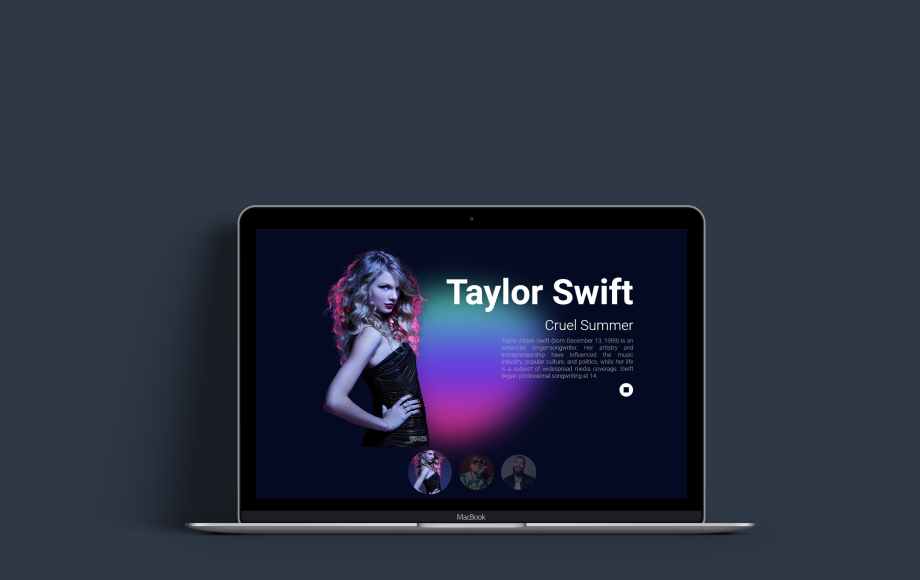 Taylor Swift
Cruel Summer
Taylor Alison Swift (born December 13, 1989) is an
American singer-songwriter. Her artistry and
entrepreneurship have influenced the music
industry, popular culture, and politics, while her life
is a subject of widespread media coverage. Swift
began professional songwriting at 14.
MacBook